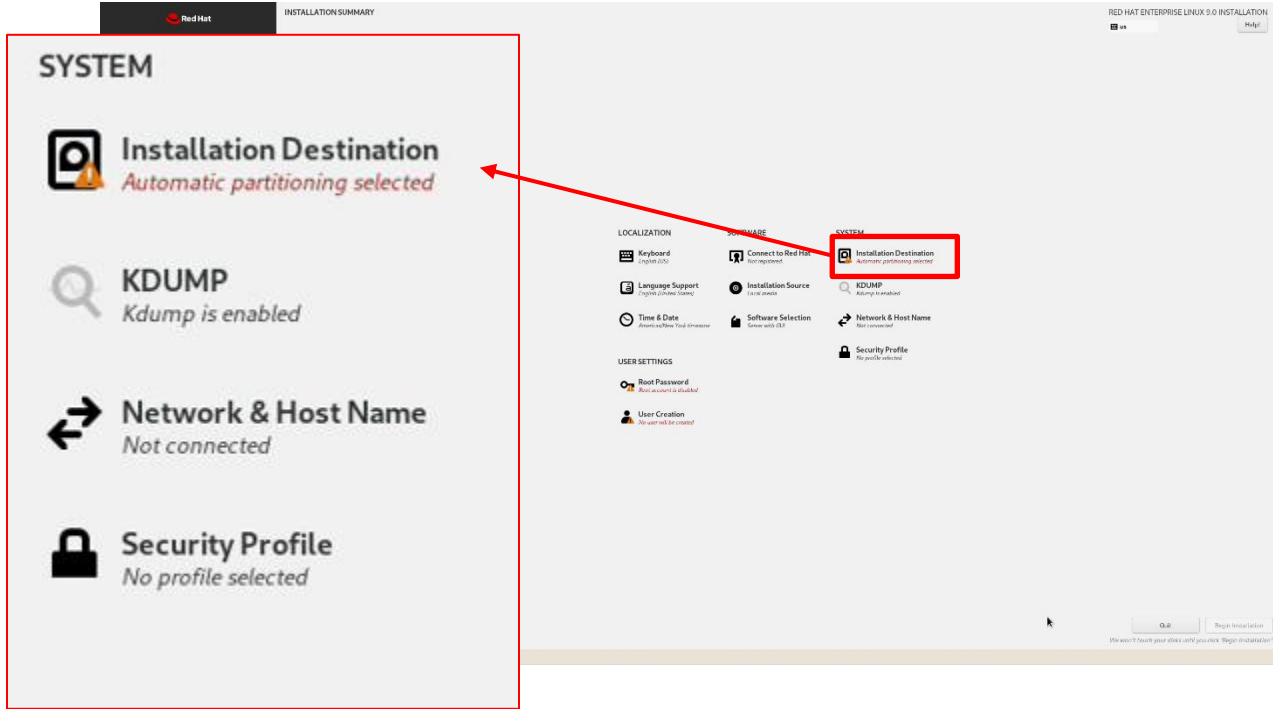 Red Hat
INSTALLATION SUMMARY
RED HAT ENTERPRISE LINUX 9.0 INSTALLATION
us
Help!
SYSTEM
Installation Destination
Automatic partitioning selected
KDUMP
Kdump is enabled
Network & Host Name
Not connected
Security Profile
No profile selected
LOCALIZATION
Keyboard
English (US)
Language Support
English (United States)
Time & Date
Americas/New York timezone
SOFTWARE
Connect to Red Hat
Not registered
Installation Source
Local media
Software Selection
Server with GUI
SYSTEM
Installation Destination
Automatic partitioning selected
KDUMP
Kdump is enabled
Network & Host Name
Not connected
Security Profile
No profile selected
USER SETTINGS
Root Password
Root account is disabled
User Creation
No user will be created
Quit
Begin Installation
We won't touch your disks until you click 'Begin Installation'